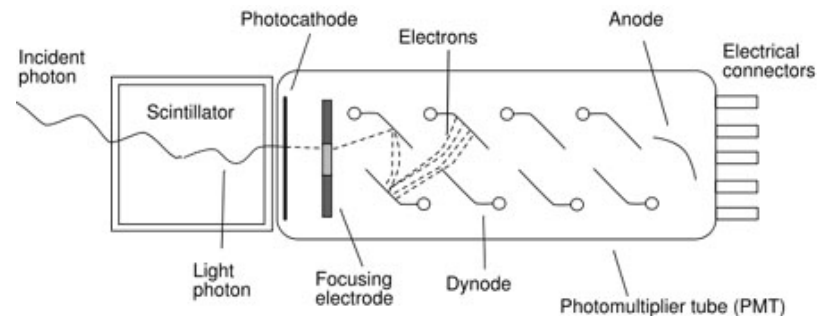 Photocathode
Electrons
Anode
Incident
photon
Electrical
connectors
Scintillator
Light
photon
Focusing
electrode
Dynode
Photomultiplier tube (PMT)